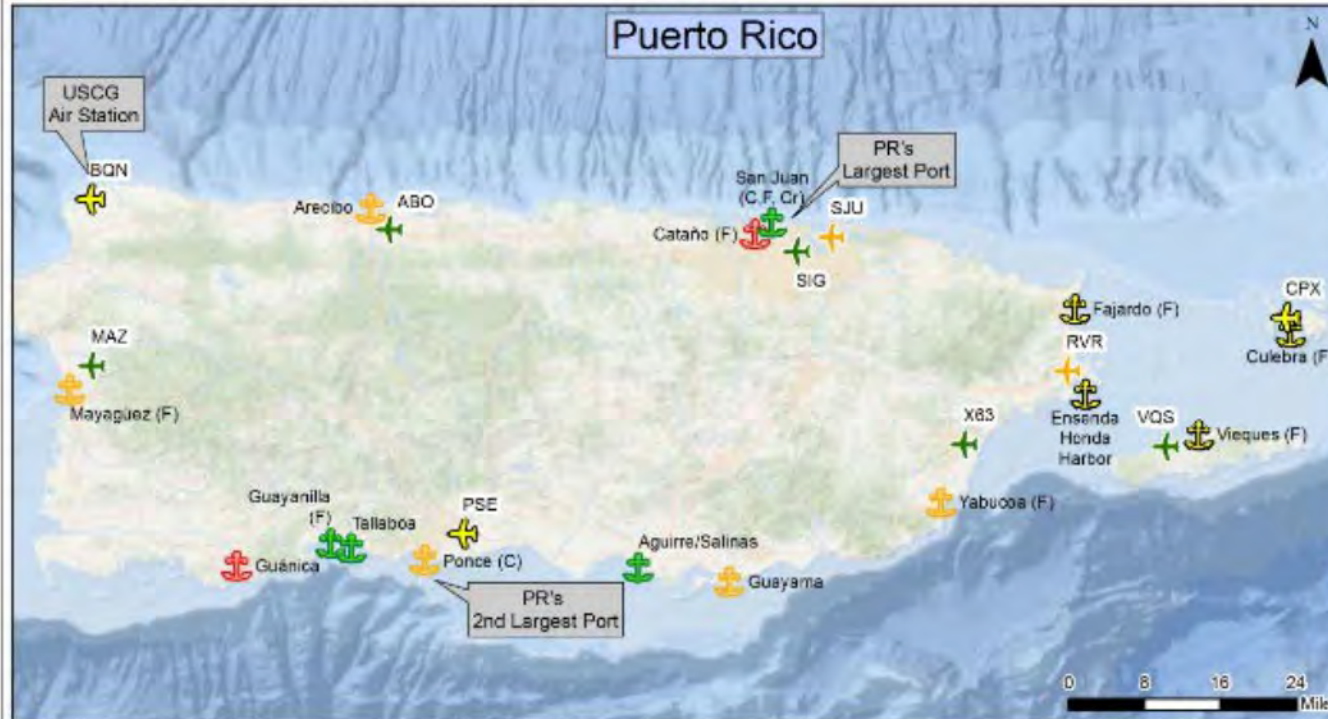 Puerto Rico
N
USCG
Air Station
BQN
PR's
Largest Port
San Juan
(C,F, Cr)
Arecibo
ABO
SJU
Cataño (F)
SIG
CPX
Fajardo (F)
MAZ
RVR
Culebra (F
Mayagüez (F)
X63
Ensenda
Honda
Harbor
VQS
Vieques (F)
Guayanilla
(F)
PSE
Yabucoa (F)
Tallaboa
Aguirre/Salinas
Guánica
Ponce (C)
Guayama
PR's
2nd Largest Port
0 8 16 24
Mile